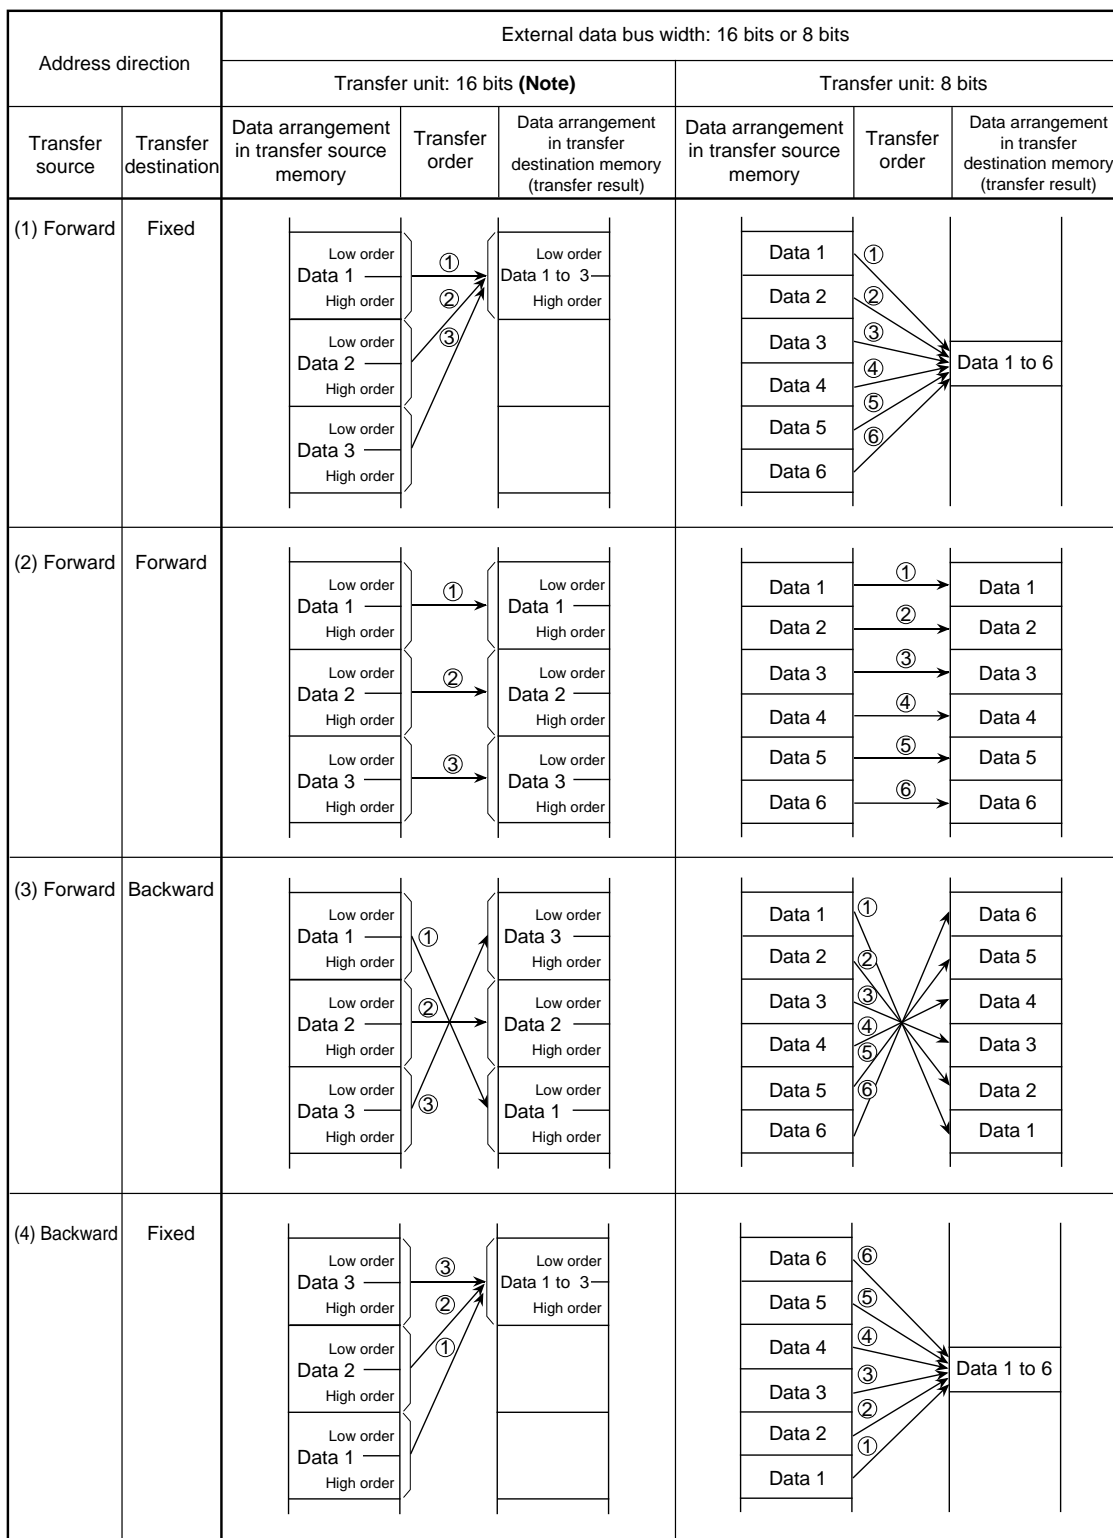 Address direction
External data bus width: 16 bits or 8 bits
Transfer unit: 16 bits (Note)
Transfer unit: 8 bits
Transfer
source
Transfer
destination
Data arrangement
in transfer source
memory
Transfer
order
Data arrangement
in transfer
destination memory
(transfer result)
Data arrangement
in transfer source
memory
Transfer
order
Data arrangement
in transfer
destination memory
(transfer result)
(1) Forward
Fixed
Low order
Data 1
High order
Low order
Data 2
High order
Low order
Data 3
High order
①
②
③
Low order
Data 1 to 3
High order
Data 1
Data 2
Data 3
Data 4
Data 5
Data 6
①
②
③
④
⑤
⑥
Data 1 to 6
(2) Forward
Forward
Low order
Data 1
High order
Low order
Data 2
High order
Low order
Data 3
High order
①
②
③
Low order
Data 1
High order
Low order
Data 2
High order
Low order
Data 3
High order
Data 1
Data 2
Data 3
Data 4
Data 5
Data 6
①
②
③
④
⑤
⑥
Data 1
Data 2
Data 3
Data 4
Data 5
Data 6
(3) Forward
Backward
Low order
Data 1
High order
Low order
Data 2
High order
Low order
Data 3
High order
①
②
③
Low order
Data 3
High order
Low order
Data 2
High order
Low order
Data 1
High order
Data 1
Data 2
Data 3
Data 4
Data 5
Data 6
①
②
③
④
⑤
⑥
Data 6
Data 5
Data 4
Data 3
Data 2
Data 1
(4) Backward
Fixed
Low order
Data 3
High order
Low order
Data 2
High order
Low order
Data 1
High order
③
②
①
Low order
Data 1 to 3
High order
Data 6
Data 5
Data 4
Data 3
Data 2
Data 1
⑥
⑤
④
③
②
①
Data 1 to 6